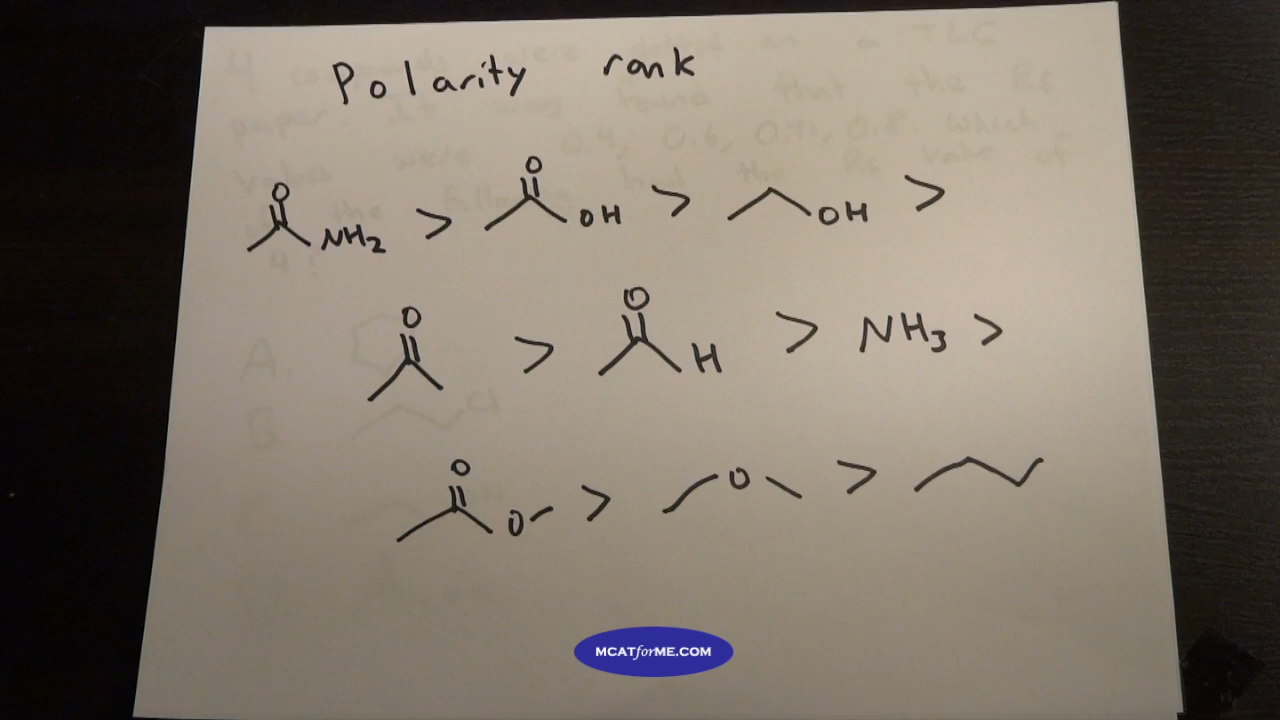 Polarity rank
O O
NH2 > OH > OH >
O O
> H > NH3 >
O
O > O >
MCATforME.COM